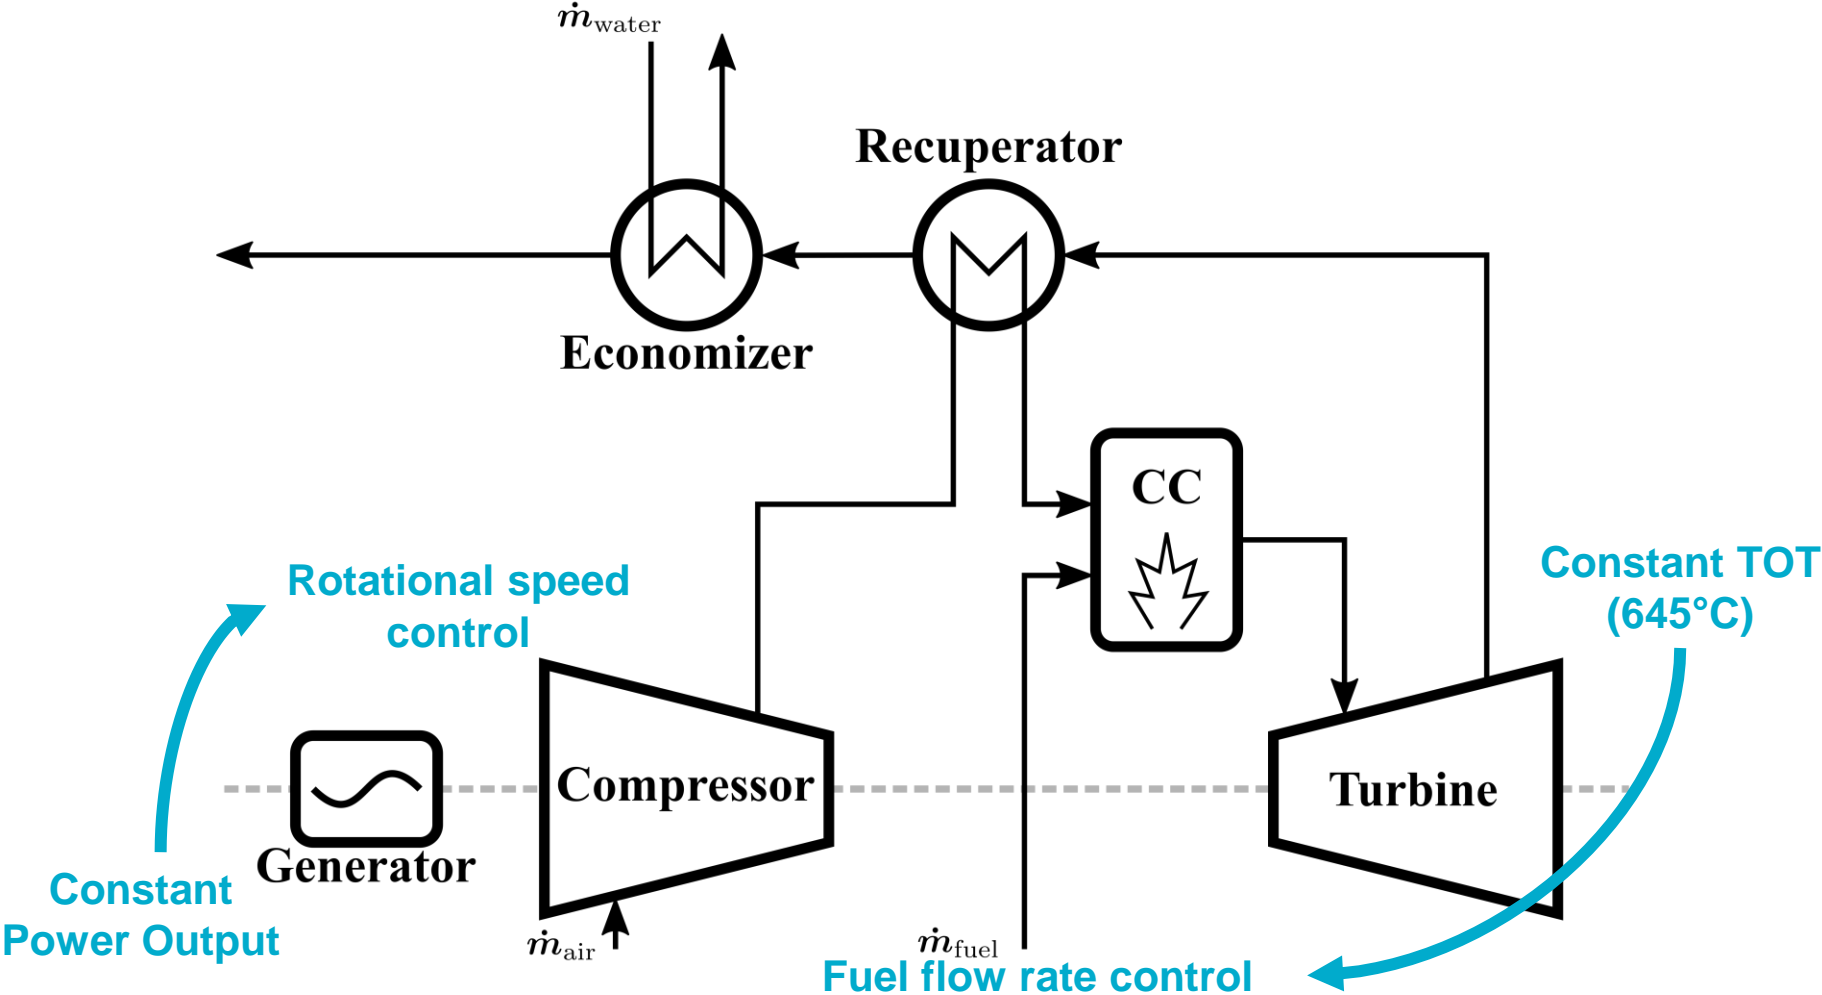 ṁwater
Recuperator
Economizer
CC
Constant TOT
(645°C)
Rotational speed
control
Compressor
Turbine
Generator
Constant
Power Output
ṁair
ṁfuel
Fuel flow rate control